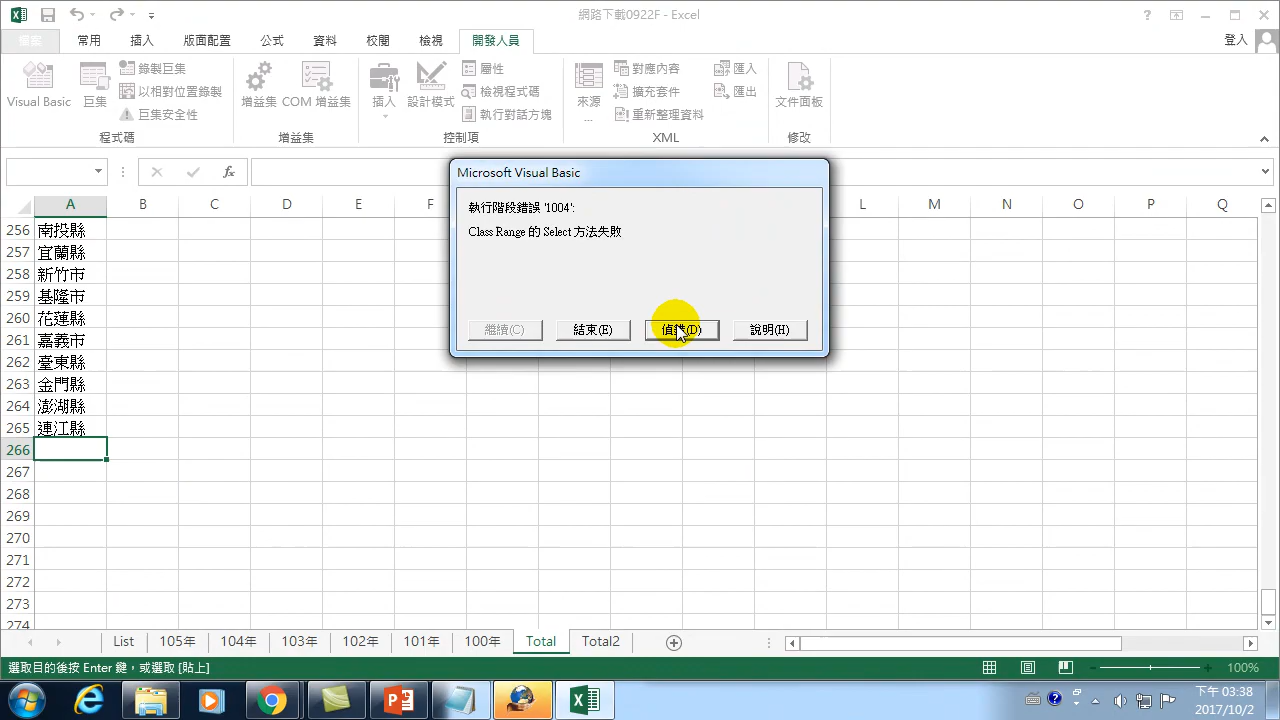 網路下載0922F - Excel
檔案 常用 插入 版面配置 公式 資料 校閱 檢視 開發人員 登入
Visual Basic 巨集 錄製巨集 以相對位置錄製 巨集安全性 程式碼
增益集 COM 增益集 增益集
插入 設計模式 屬性 檢視程式碼 執行對話方塊 控制項
來源 對應內容 擴充套件 重新整理資料 匯入 匯出 XML
文件面板 修改
fx
Microsoft Visual Basic
執行階段錯誤 '1004':
Class Range 的 Select 方法失敗
繼續(C) 結束(E) 偵錯(D) 說明(H)
A B C D E F L M N O P Q
256 南投縣
257 宜蘭縣
258 新竹市
259 基隆市
260 花蓮縣
261 嘉義市
262 臺東縣
263 金門縣
264 澎湖縣
265 連江縣
266
267
268
269
270
271
272
273
274
List 105年 104年 103年 102年 101年 100年 Total Total2
選取目的後按 Enter 鍵，或選取 [貼上] 100%
下午 03:38
2017/10/2